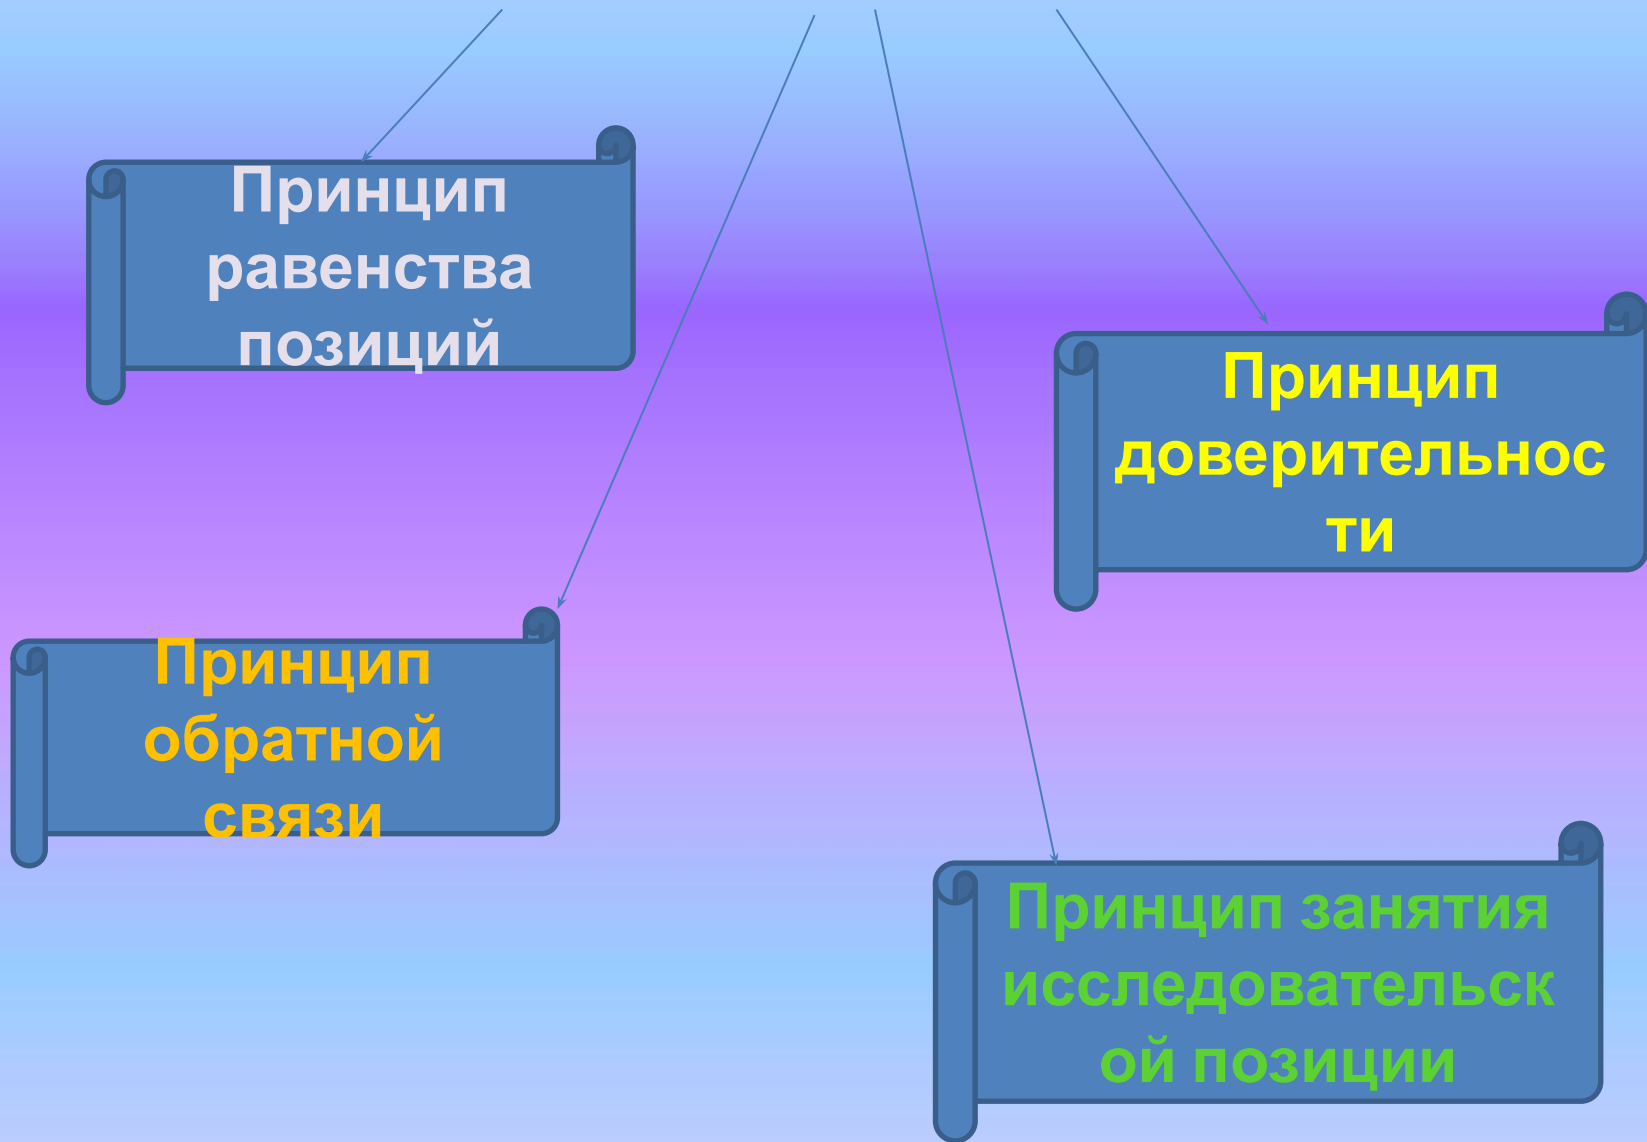 Принцип
равенства
позиций
Принцип
доверительнос
ти
Принцип
обратной
связи
Принцип занятия
исследовательск
ой позиции